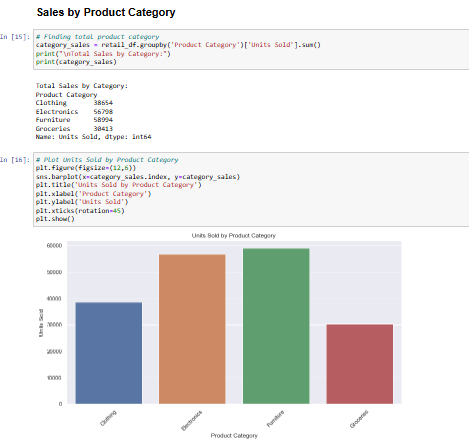 Sales by Product Category
In [15]: # Finding total product category
category_sales = retail_df.groupby('Product Category')['Units Sold'].sum()
print("\nTotal Sales by Category:")
print(category_sales)
Total Sales by Category:
Product Category
Clothing 38654
Electronics 56798
Furniture 58994
Groceries 30413
Name: Units Sold, dtype: int64
In [16]: # Plot Units Sold by Product Category
plt.figure(figsize=(12,6))
sns.barplot(x=category_sales.index, y=category_sales)
plt.title('Units Sold by Product Category')
plt.xlabel('Product Category')
plt.ylabel('Units Sold')
plt.xticks(rotation=45)
plt.show()
Units Sold by Product Category
60000
50000
40000
30000
20000
10000
0
Units Sold
Clothing
Electronics
Furniture
Groceries
Product Category